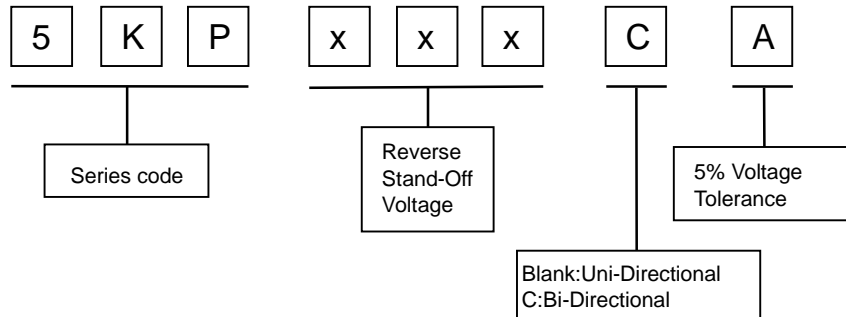 5 K P x x x C A
Series code
Reverse
Stand-Off
Voltage
5% Voltage
Tolerance
Blank:Uni-Directional
C:Bi-Directional